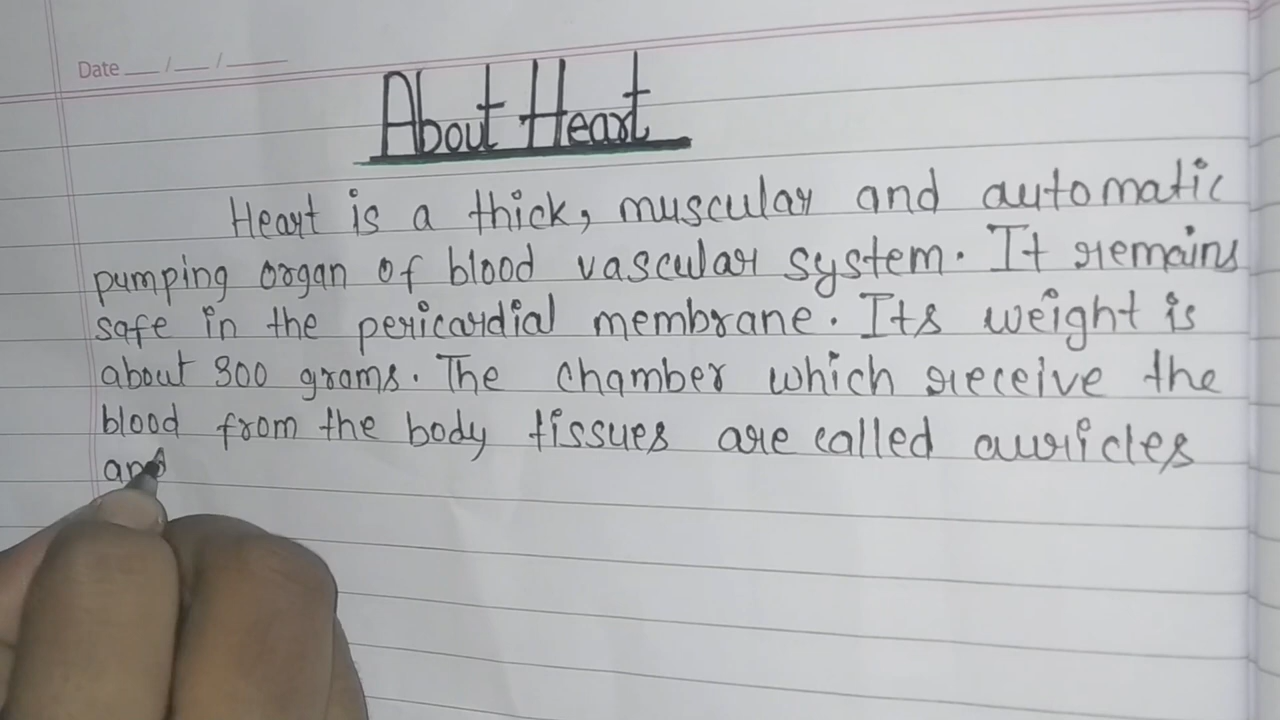 Date __/__/____
About Heart
Heart is a thick, muscular and automatic
pumping organ of blood vascular system. It remains
safe in the pericardial membrane. Its weight is
about 300 grams. The chamber which receive the
blood from the body tissues are called auricles
and